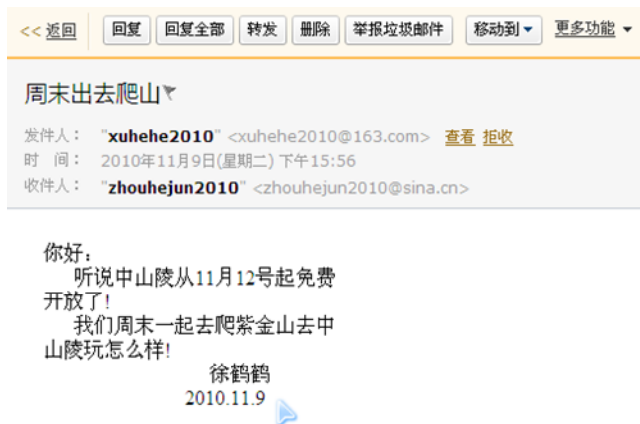 << 返回 回复 回复全部 转发 删除 举报垃圾邮件 移动到 更多功能
周末出去爬山
发件人： "xuhehe2010" <xuhehe2010@163.com> 查看 拒收
时 间： 2010年11月9日(星期二) 下午15:56
收件人： "zhouhejun2010" <zhouhejun2010@sina.cn>
你好：
听说中山陵从11月12号起免费
开放了!
我们周末一起去爬紫金山去中
山陵玩怎么样!
徐鹤鹤
2010.11.9